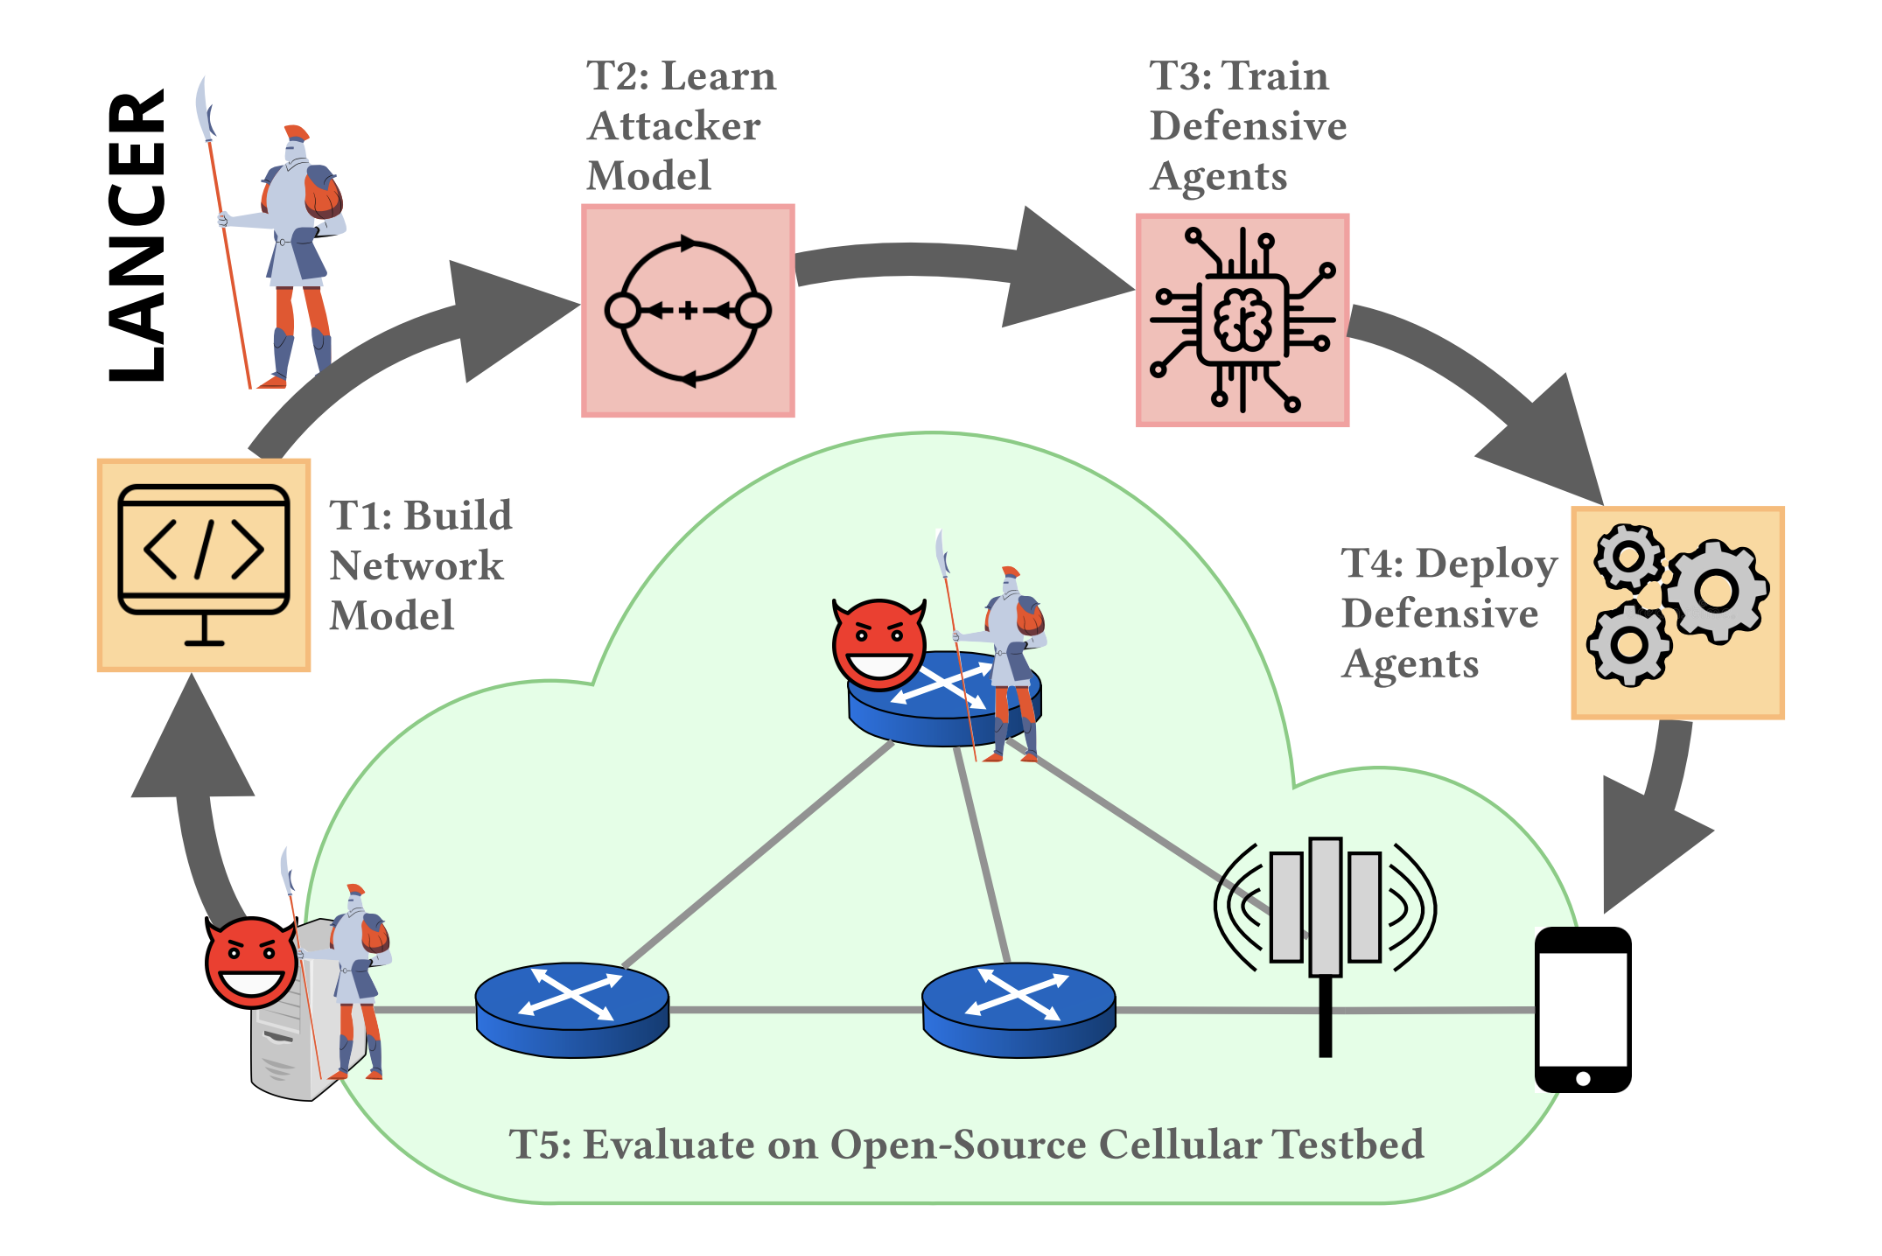 LANCER
T2: Learn
Attacker
Model
T3: Train
Defensive
Agents
T1: Build
Network
Model
T4: Deploy
Defensive
Agents
T5: Evaluate on Open-Source Cellular Testbed